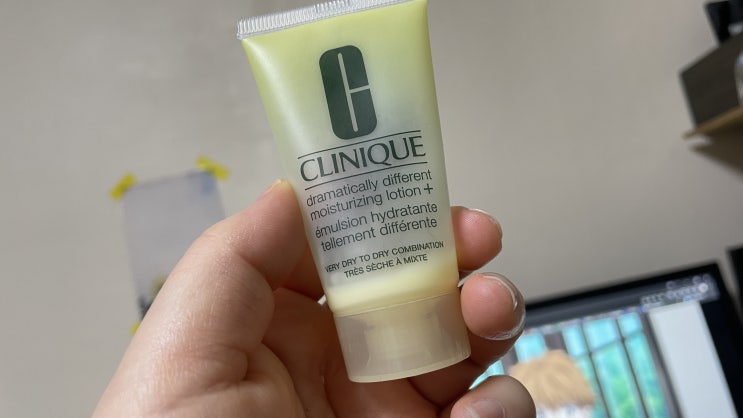 CLINIQUE
dramatically different
moisturizing lotion+
émulsion hydratante
tellement différente
VERY DRY TO DRY COMBINATION
TRÈS SÈCHE À MIXTE